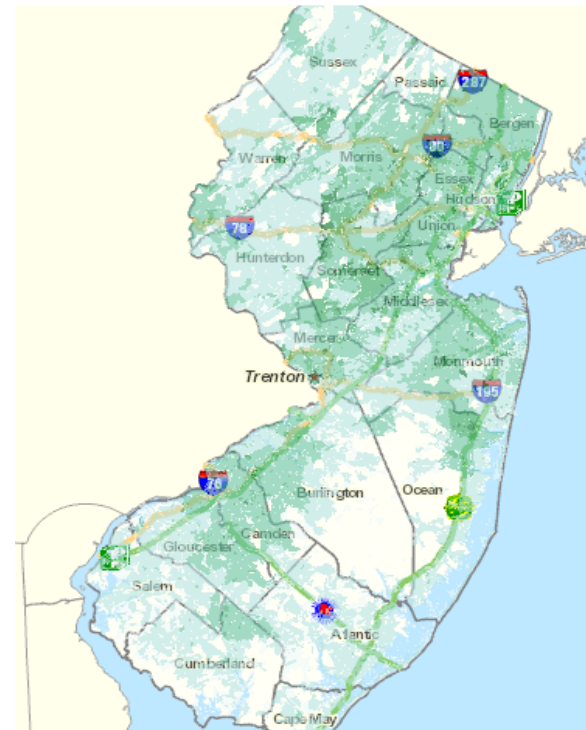 Sussex
Passaic
287
Bergen
80
Warren
Morris
Essex
Hudson
78
Union
Hunterdon
Somerset
Middlesex
Mercer
Monmouth
Trenton
195
76
Burlington
Ocean
Camden
Gloucester
Salem
Atlantic
Cumberland
Cape May